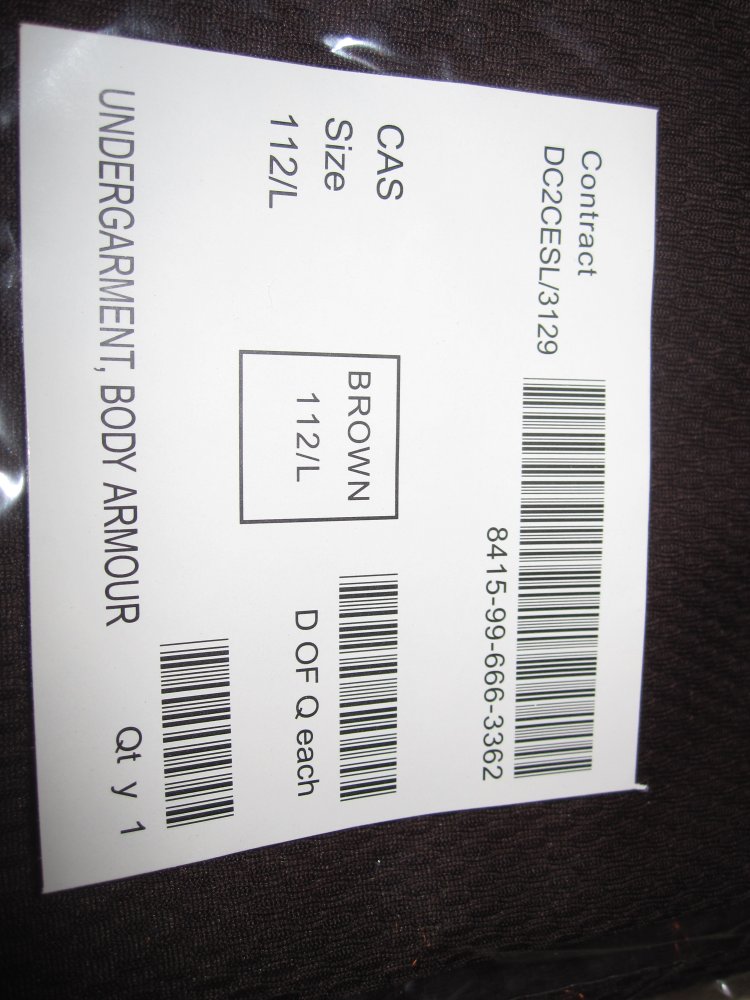 Contract
DC2CESL/3129
8415-99-666-3362
CAS
Size
112/L
BROWN
112/L
D OF Q each
UNDERGARMENT, BODY ARMOUR
Qt y 1